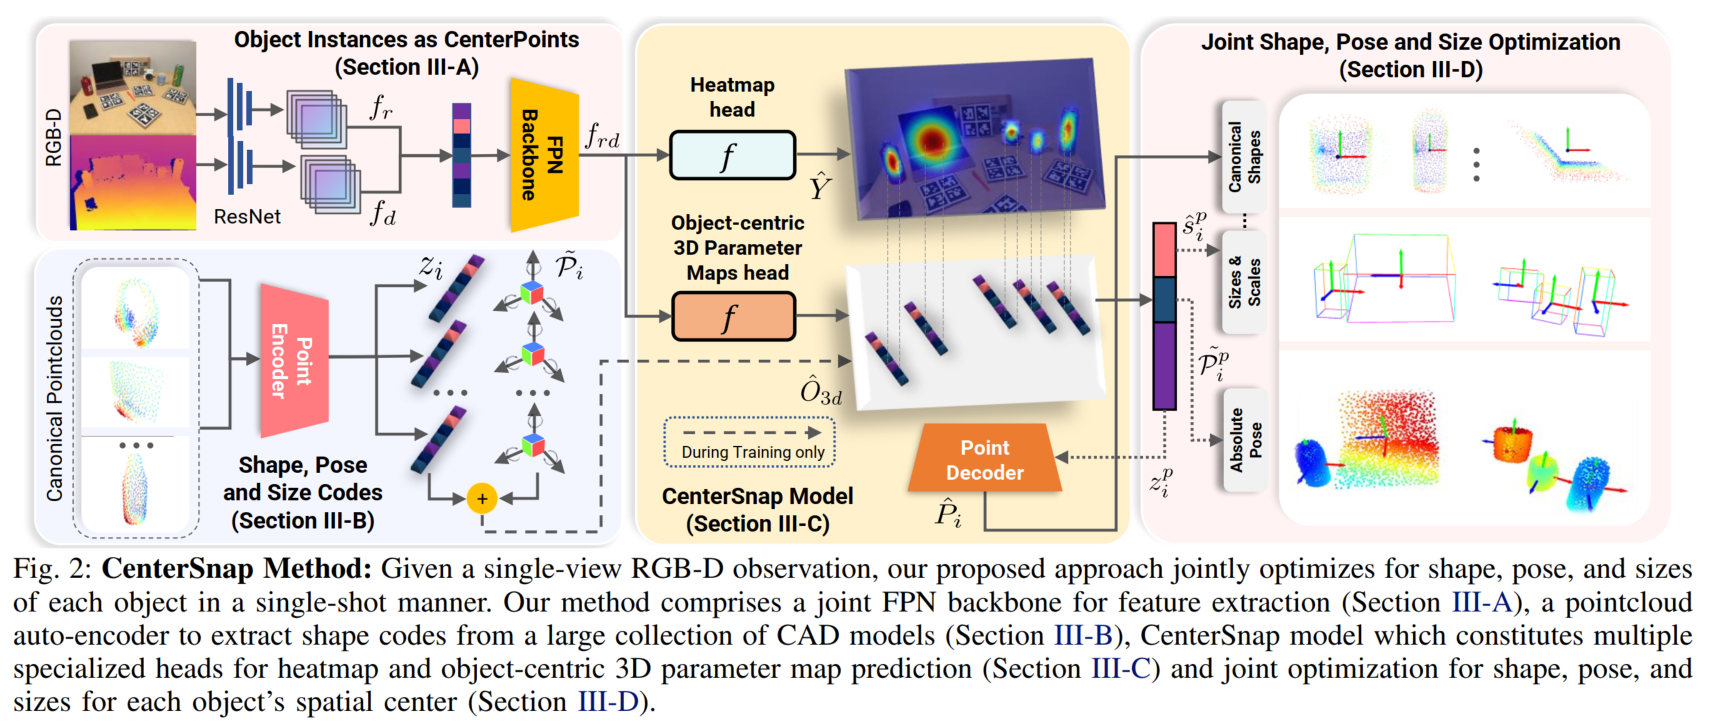 Object Instances as CenterPoints
(Section III-A)
RGB-D
ResNet
f_r
f_d
FPN
Backbone
f_{rd}
Canonical Pointclouds
Point
Encoder
z_i
\tilde{\mathcal{P}}_i
+
Shape, Pose
and Size Codes
(Section III-B)
Heatmap
head
f
\hat{Y}
Object-centric
3D Parameter
Maps head
f
\hat{O}_{3d}
During Training only
CenterSnap Model
(Section III-C)
Point
Decoder
\hat{P}_i
z_i^p
\hat{s}_i^p
\tilde{\mathcal{P}}_i^p
Joint Shape, Pose and Size Optimization
(Section III-D)
Canonical
Shapes
Sizes &
Scales
Absolute
Pose
Fig. 2: CenterSnap Method: Given a single-view RGB-D observation, our proposed approach jointly optimizes for shape, pose, and sizes
of each object in a single-shot manner. Our method comprises a joint FPN backbone for feature extraction (Section III-A), a pointcloud
auto-encoder to extract shape codes from a large collection of CAD models (Section III-B), CenterSnap model which constitutes multiple
specialized heads for heatmap and object-centric 3D parameter map prediction (Section III-C) and joint optimization for shape, pose, and
sizes for each object's spatial center (Section III-D).